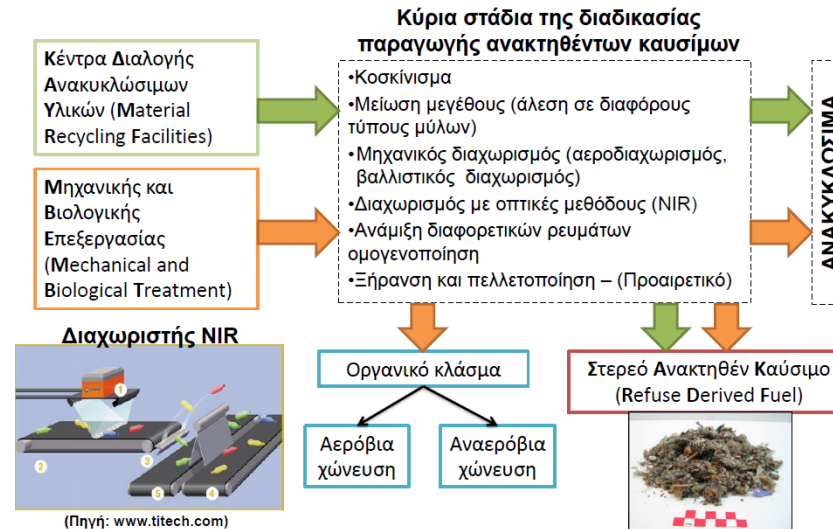 Κύρια στάδια της διαδικασίας
παραγωγής ανακτηθέντων καυσίμων
Κέντρα Διαλογής
Ανακυκλώσιμων
Υλικών (Material
Recycling Facilities)
Μηχανικής και
Βιολογικής
Επεξεργασίας
(Mechanical and
Biological Treatment)
•Κοσκίνισμα
•Μείωση μεγέθους (άλεση σε διαφόρους
τύπους μύλων)
•Μηχανικός διαχωρισμός (αεροδιαχωρισμός,
βαλλιστικός διαχωρισμός)
•Διαχωρισμός με οπτικές μεθόδους (NIR)
•Ανάμιξη διαφορετικών ρευμάτων
ομογενοποίηση
•Ξήρανση και πελλετοποίηση – (Προαιρετικό)
ΑΝΑΚΥΚΛΩΣΙΜΑ
Διαχωριστής NIR
1
2
3
5
4
(Πηγή: www.titech.com)
Οργανικό κλάσμα
Αερόβια
χώνευση
Αναερόβια
χώνευση
Στερεό Ανακτηθέν Καύσιμο
(Refuse Derived Fuel)